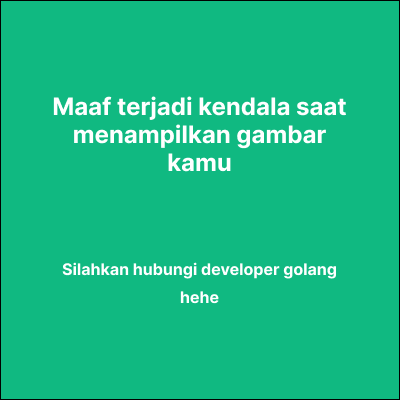 Maaf terjadi kendala saat
menampilkan gambar
kamu
Silahkan hubungi developer golang
hehe